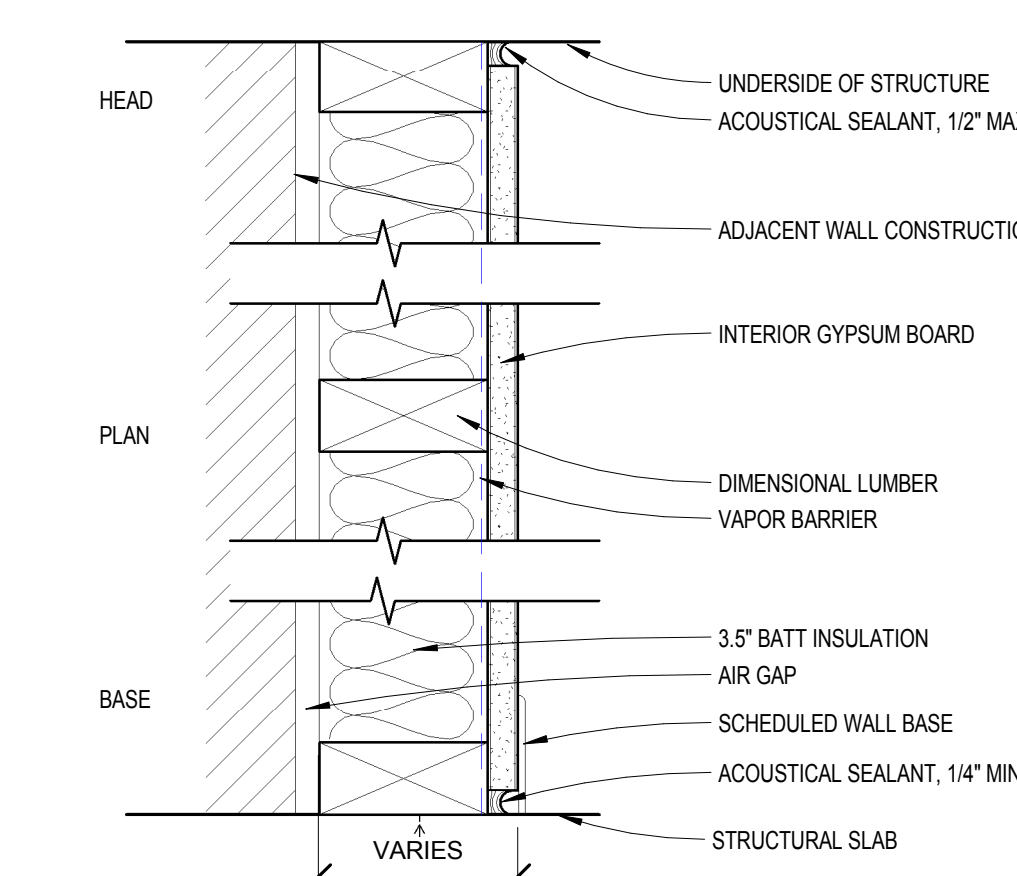 HEAD
UNDERSIDE OF STRUCTURE
ACOUSTICAL SEALANT, 1/2" MAX
ADJACENT WALL CONSTRUCTIO
INTERIOR GYPSUM BOARD
PLAN
DIMENSIONAL LUMBER
VAPOR BARRIER
3.5" BATT INSULATION
AIR GAP
BASE
SCHEDULED WALL BASE
ACOUSTICAL SEALANT, 1/4" MIN
STRUCTURAL SLAB
VARIES